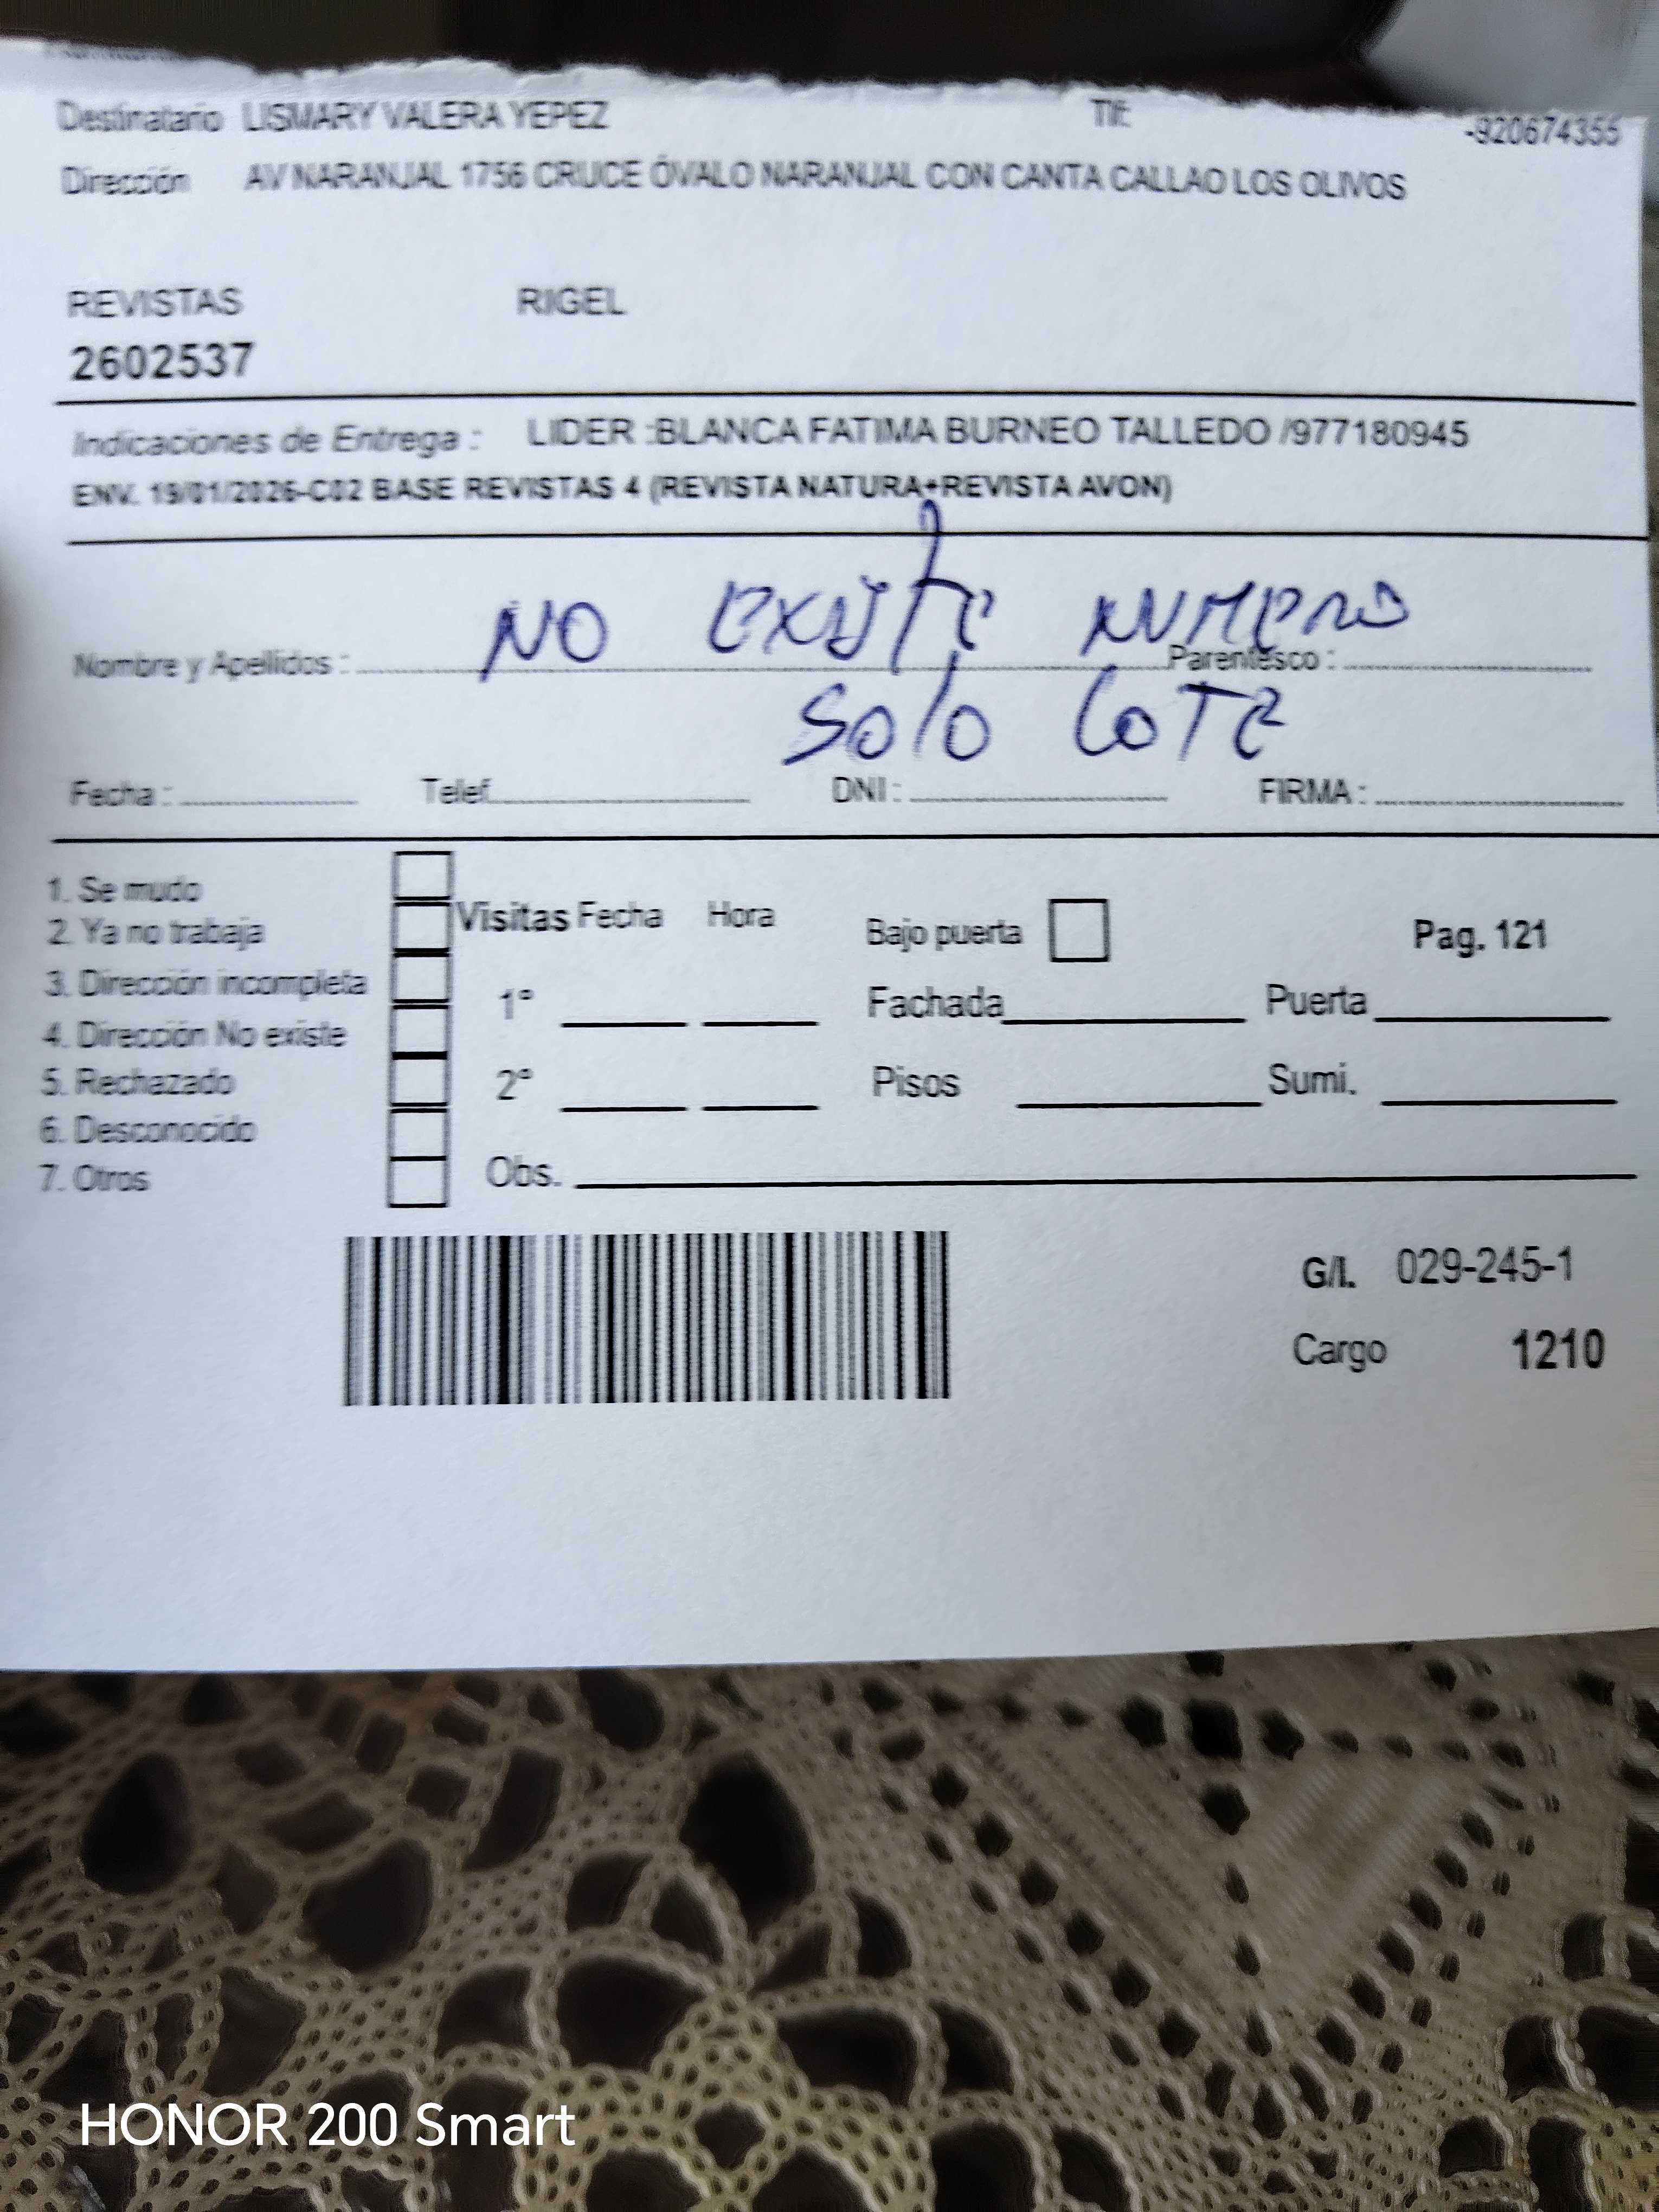 Destinatario LISMARY VALERA YEPEZ Tlf: -920674355
Dirección AV NARANJAL 1756 CRUCE ÓVALO NARANJAL CON CANTA CALLAO LOS OLIVOS
REVISTAS RIGEL
2602537
Indicaciones de Entrega : LIDER :BLANCA FATIMA BURNEO TALLEDO /977180945
ENV. 19/01/2026-C02 BASE REVISTAS 4 (REVISTA NATURA+REVISTA AVON)
NO EXISTE NUMERO
Nombre y Apellidos : Parentesco :
SOLO LOTE
Fecha : Telef. DNI : FIRMA :
1. Se mudo
2. Ya no trabaja
3. Dirección incompleta
4. Dirección No existe
5. Rechazado
6. Desconocido
7. Otros
Visitas Fecha Hora Bajo puerta Pag. 121
1° Fachada Puerta
2° Pisos Sumi.
Obs.
G/I. 029-245-1
Cargo 1210
HONOR 200 Smart